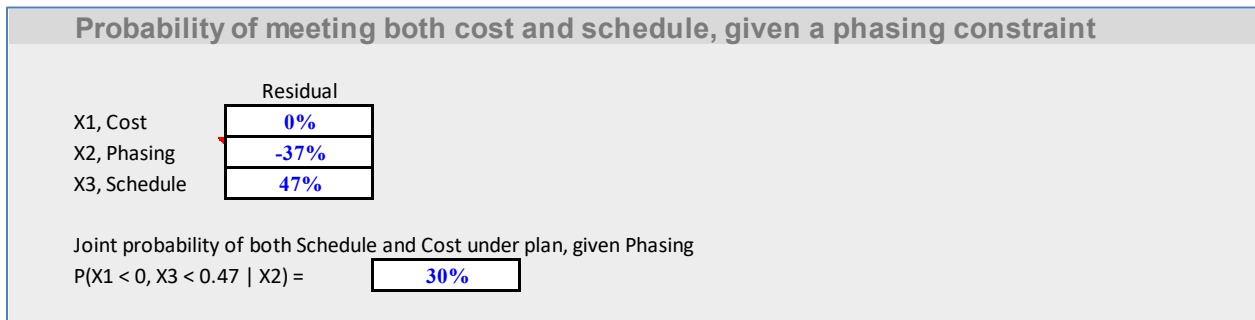 Probability of meeting both cost and schedule, given a phasing constraint
Residual
X1, Cost 0%
X2, Phasing -37%
X3, Schedule 47%
Joint probability of both Schedule and Cost under plan, given Phasing
P(X1 < 0, X3 < 0.47 | X2) = 30%